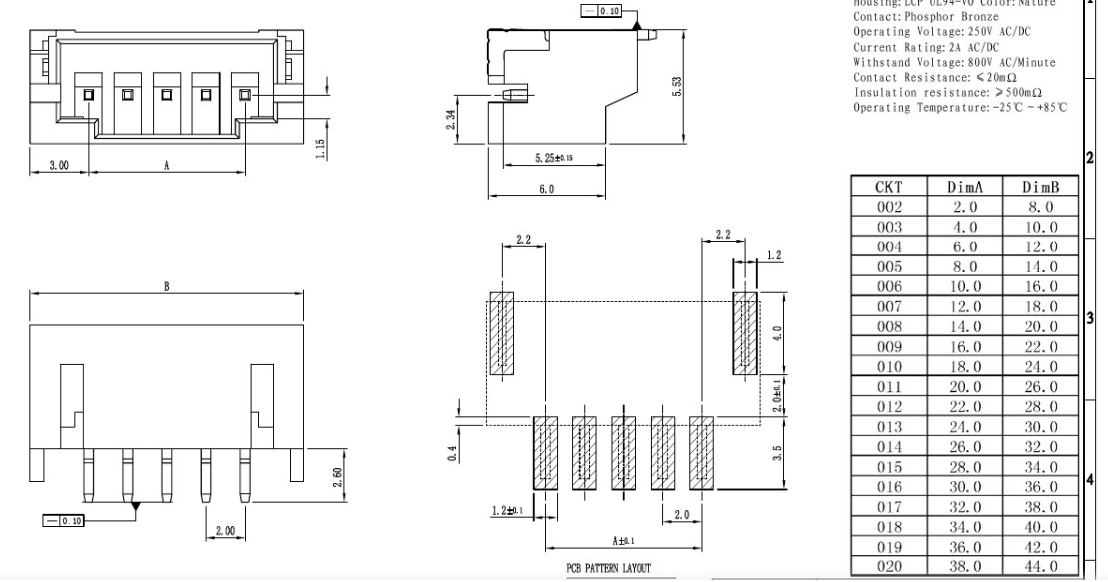 Housing: LCP UL94-V0 Color: Nature
Contact: Phosphor Bronze
Operating Voltage: 250V AC/DC
Current Rating: 2A AC/DC
Withstand Voltage: 800V AC/Minute
Contact Resistance: ≤20mΩ
Insulation resistance: ≥500mΩ
Operating Temperature: -25℃ ~ +85℃
— 0.10
5.53
2.34
5.25±0.15
6.0
1.15
3.00
A
2
CKT DimA DimB
002 2.0 8.0
003 4.0 10.0
004 6.0 12.0
005 8.0 14.0
006 10.0 16.0
007 12.0 18.0
008 14.0 20.0
009 16.0 22.0
010 18.0 24.0
011 20.0 26.0
012 22.0 28.0
013 24.0 30.0
014 26.0 32.0
015 28.0 34.0
016 30.0 36.0
017 32.0 38.0
018 34.0 40.0
019 36.0 42.0
020 38.0 44.0
3
4
B
2.60
— 0.10
2.00
2.2
2.2
1.2
4.0
2.0±0.1
3.5
0.4
1.2±0.1
2.0
A±0.1
PCB PATTERN LAYOUT